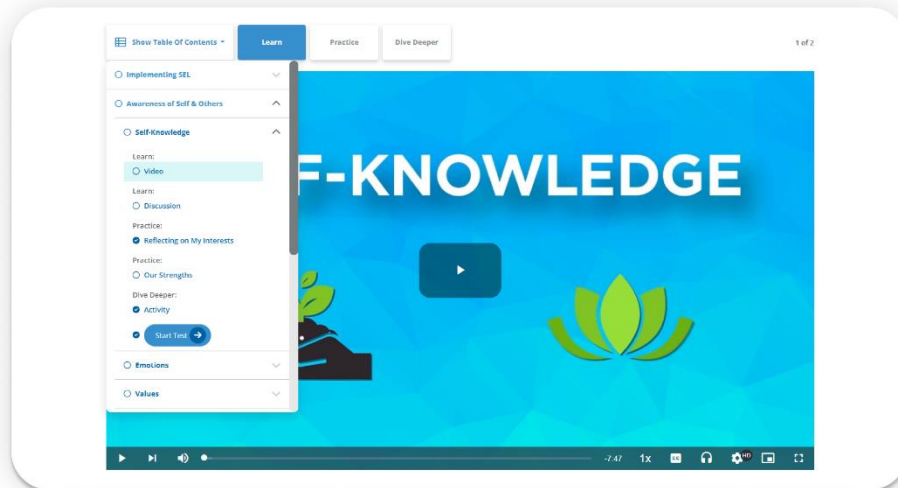 Show Table Of Contents
Learn
Practice
Dive Deeper
1 of 2
Implementing SEL
Awareness of Self & Others
Self-Knowledge
Learn:
Video
Learn:
Discussion
Practice:
Reflecting on My Interests
Practice:
Our Strengths
Dive Deeper:
Activity
Start Test
Emotions
Values
F-KNOWLEDGE
-7:47
1x
CC
HD